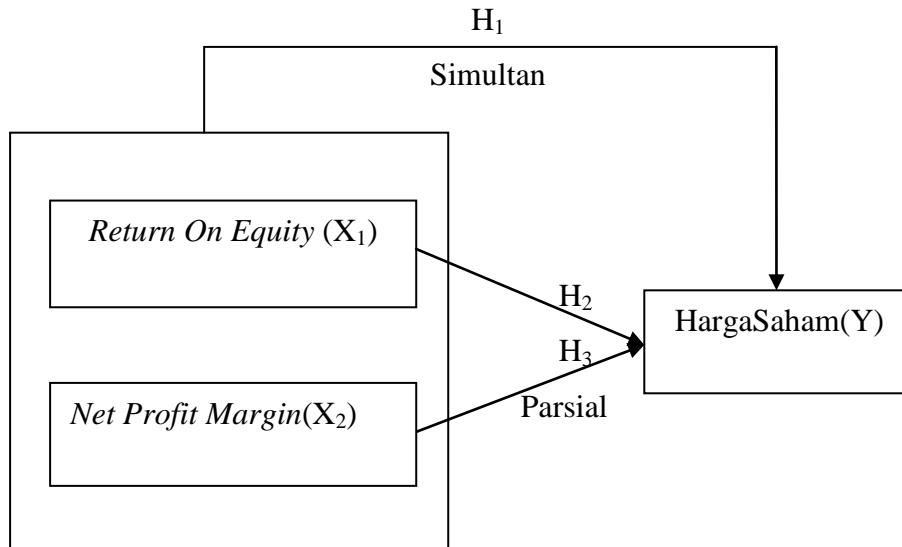 H₁
Simultan
Return On Equity (X₁)
H₂
HargaSaham(Y)
H₃
Net Profit Margin(X₂)
Parsial